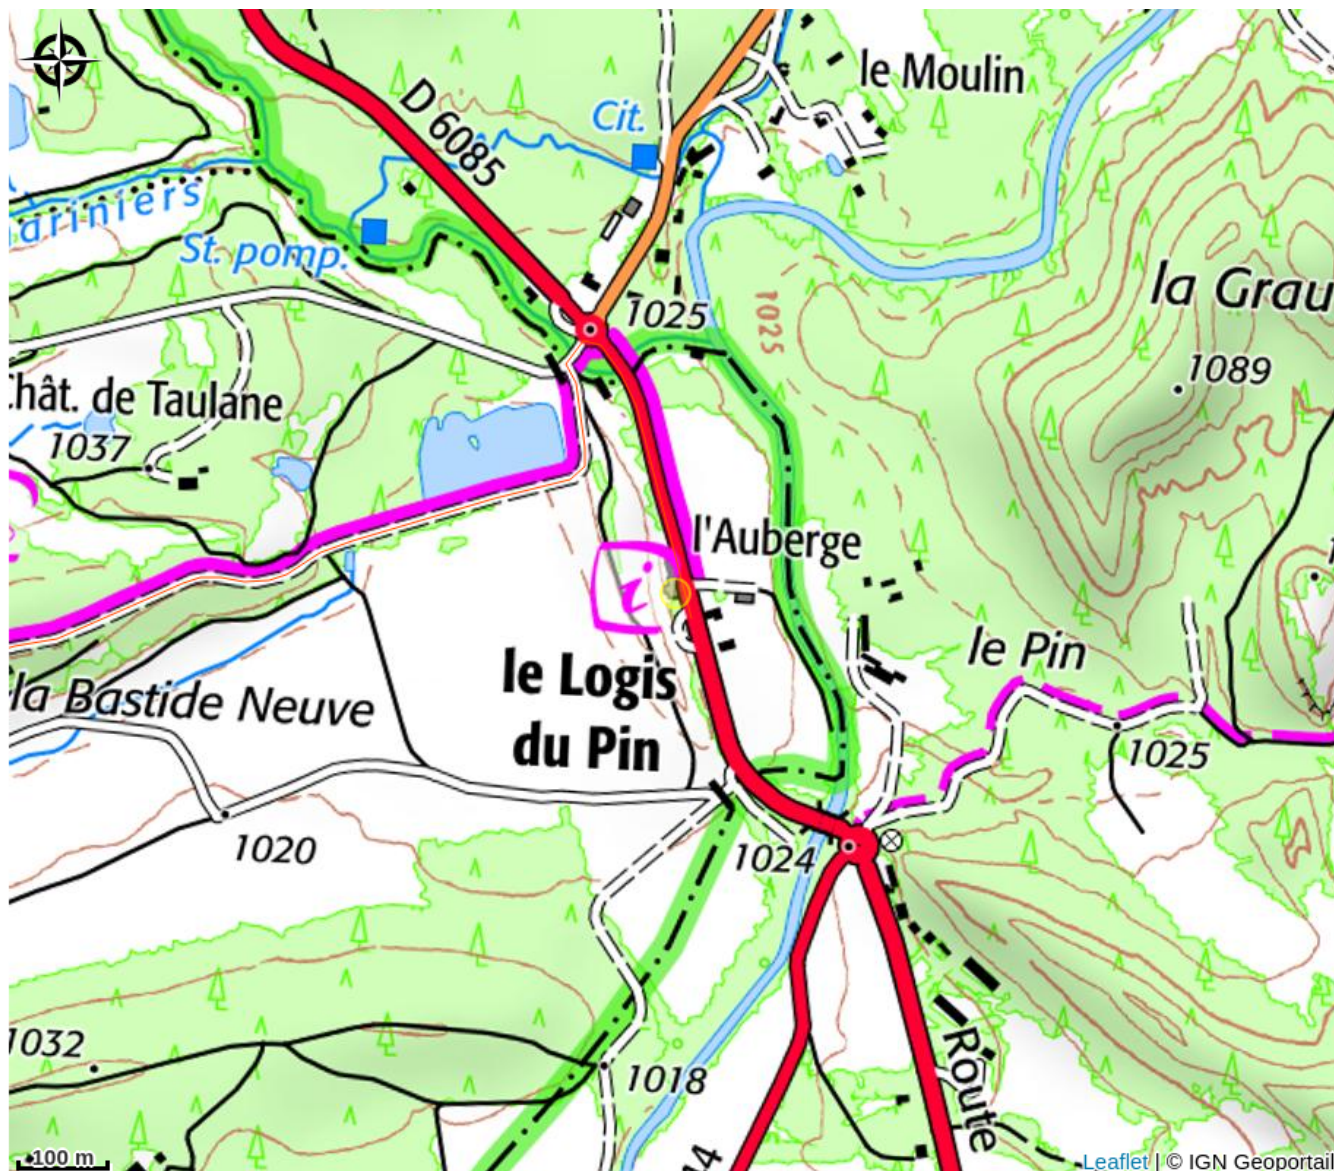 le Moulin
D 6085
Cit.
ariniers
St. pomp.
la Grau
1025
1025
1089
hât. de Taulane
1037
l'Auberge
le Logis
du Pin
le Pin
la Bastide Neuve
1025
1020
1024
1032
1018
Route
100 m
Leaflet | © IGN Geoportail